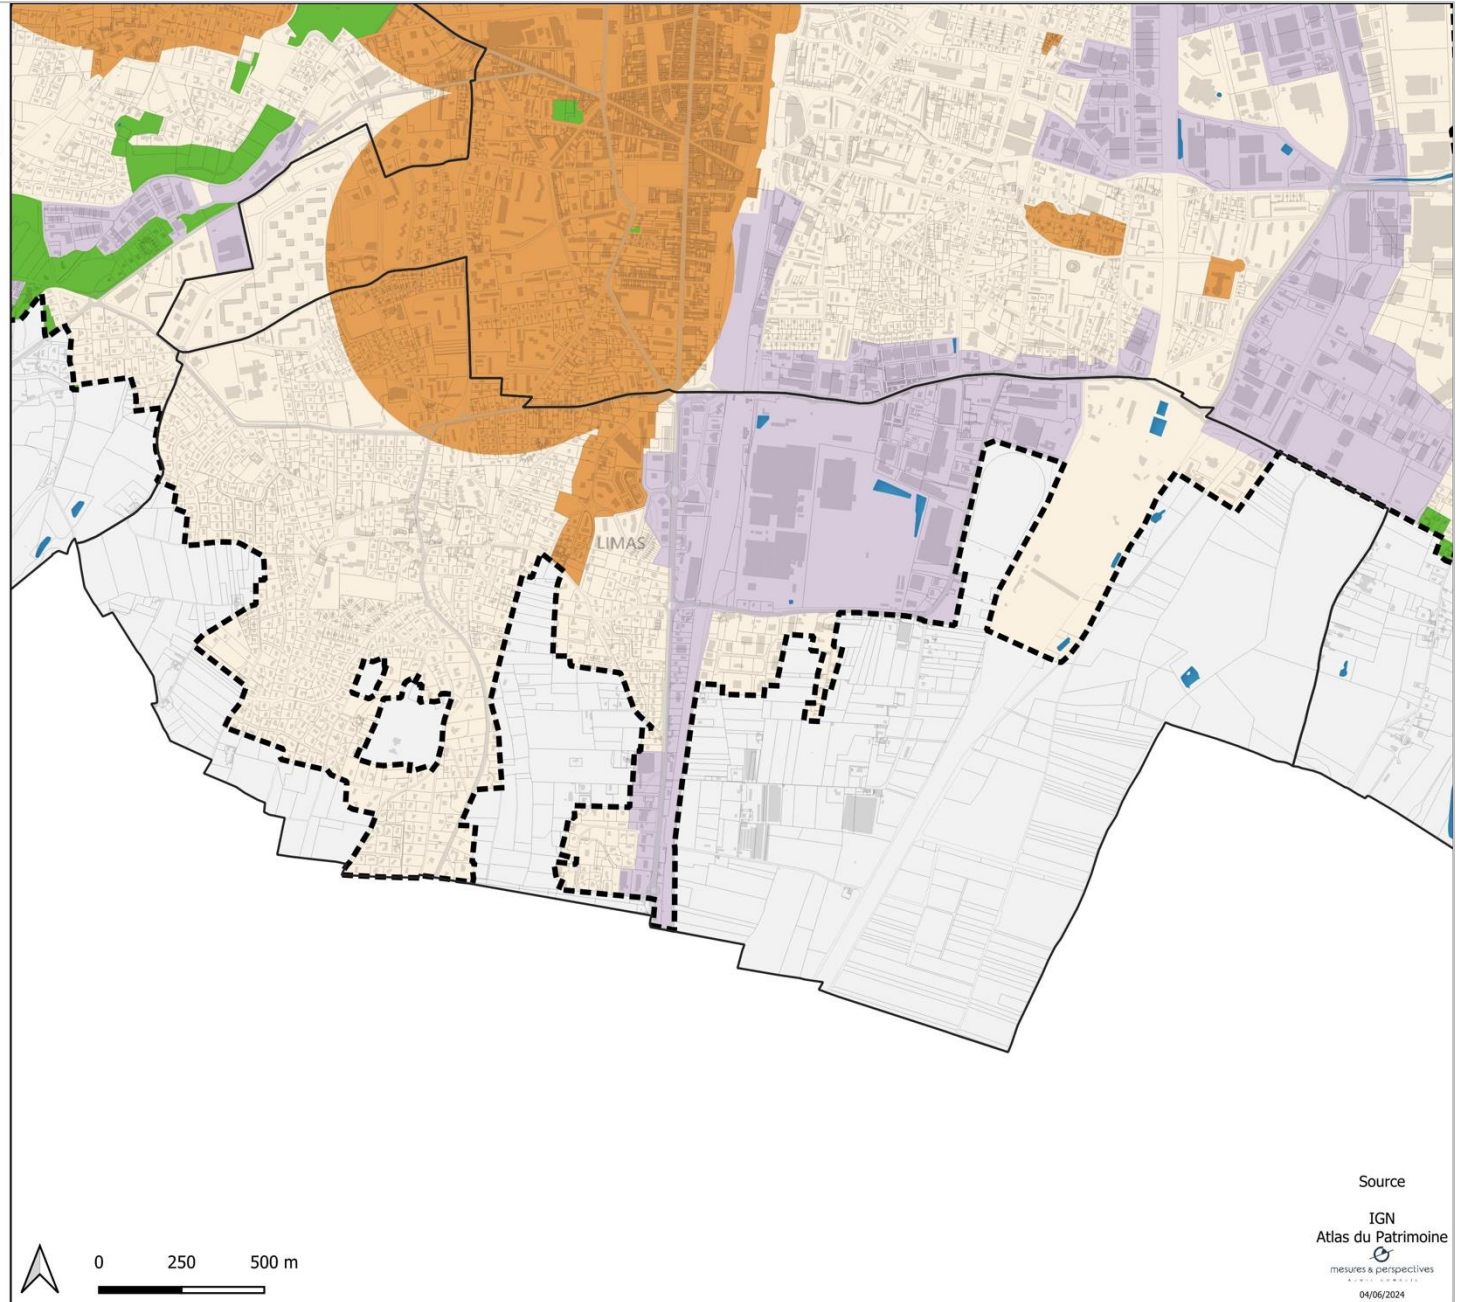 LIMAS
Source
IGN
Atlas du Patrimoine
mesures & perspectives
0 250 500 m
04/06/2024